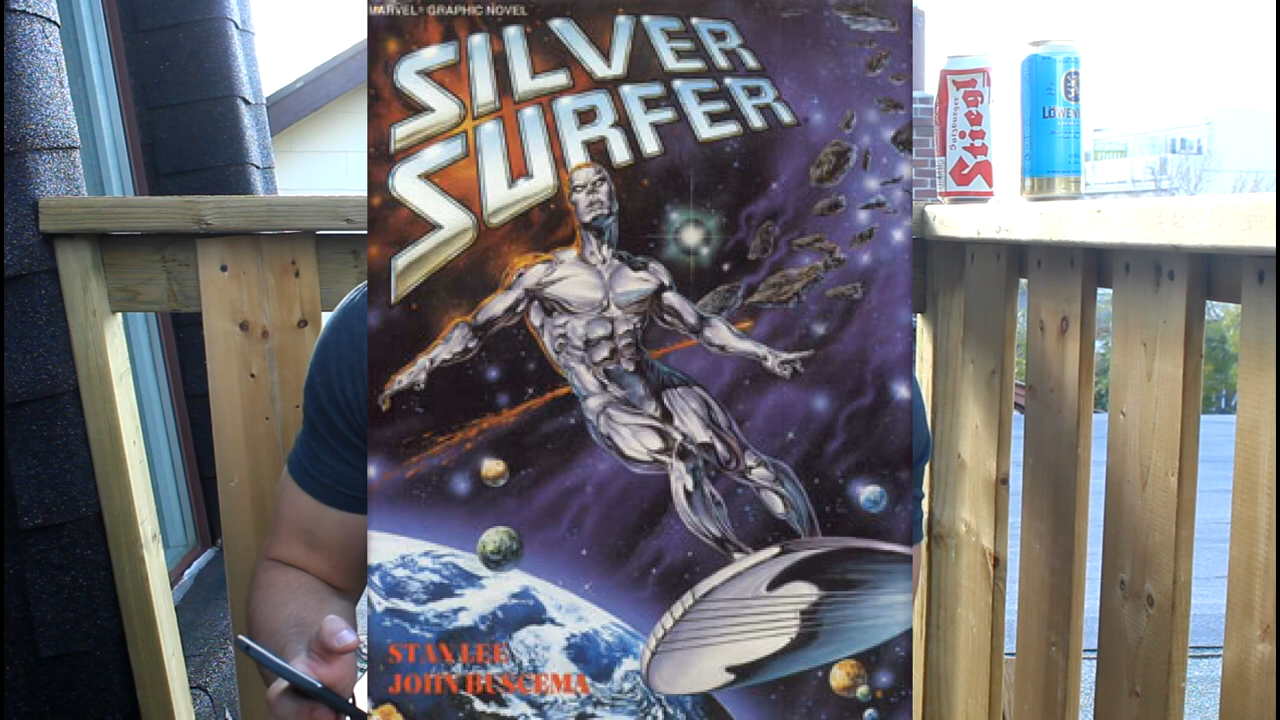 MARVEL® GRAPHIC NOVEL
SILVER
SURFER
STAN LEE
JOHN BUSCEMA
Stiegl